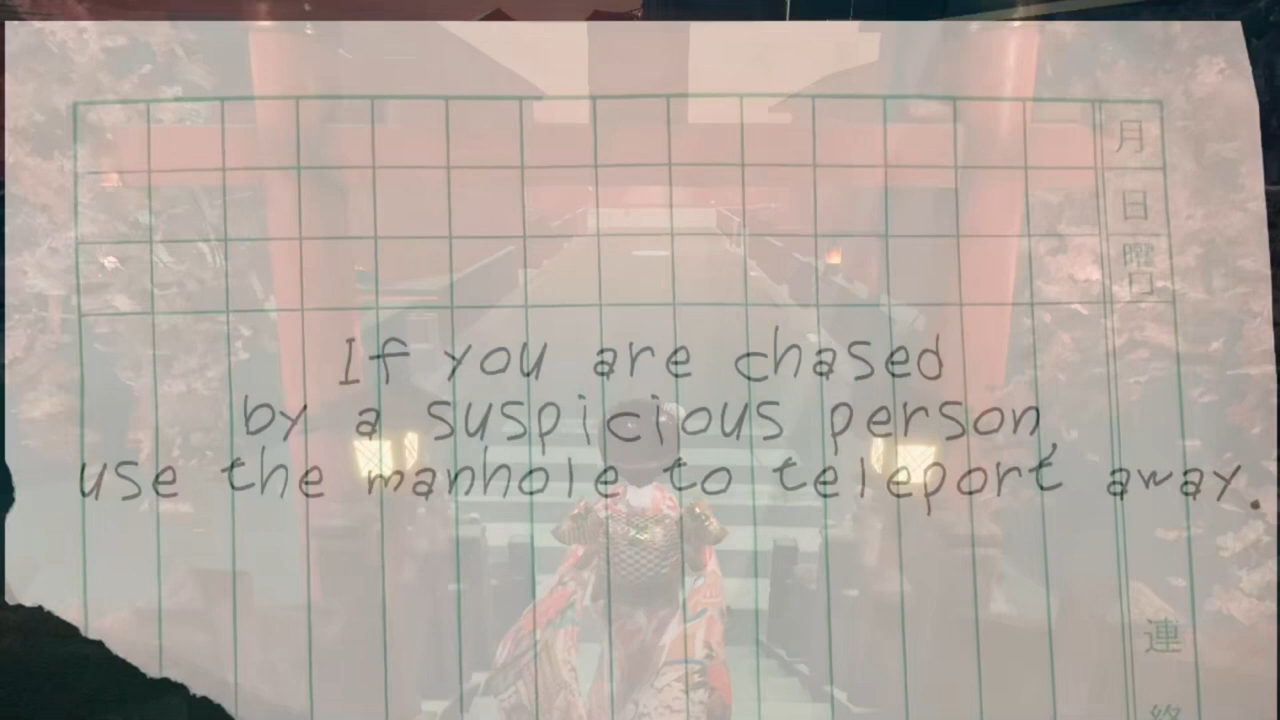 If you are chased
by a suspicious person,
use the manhole to teleport away.
月
日
曜
日
連